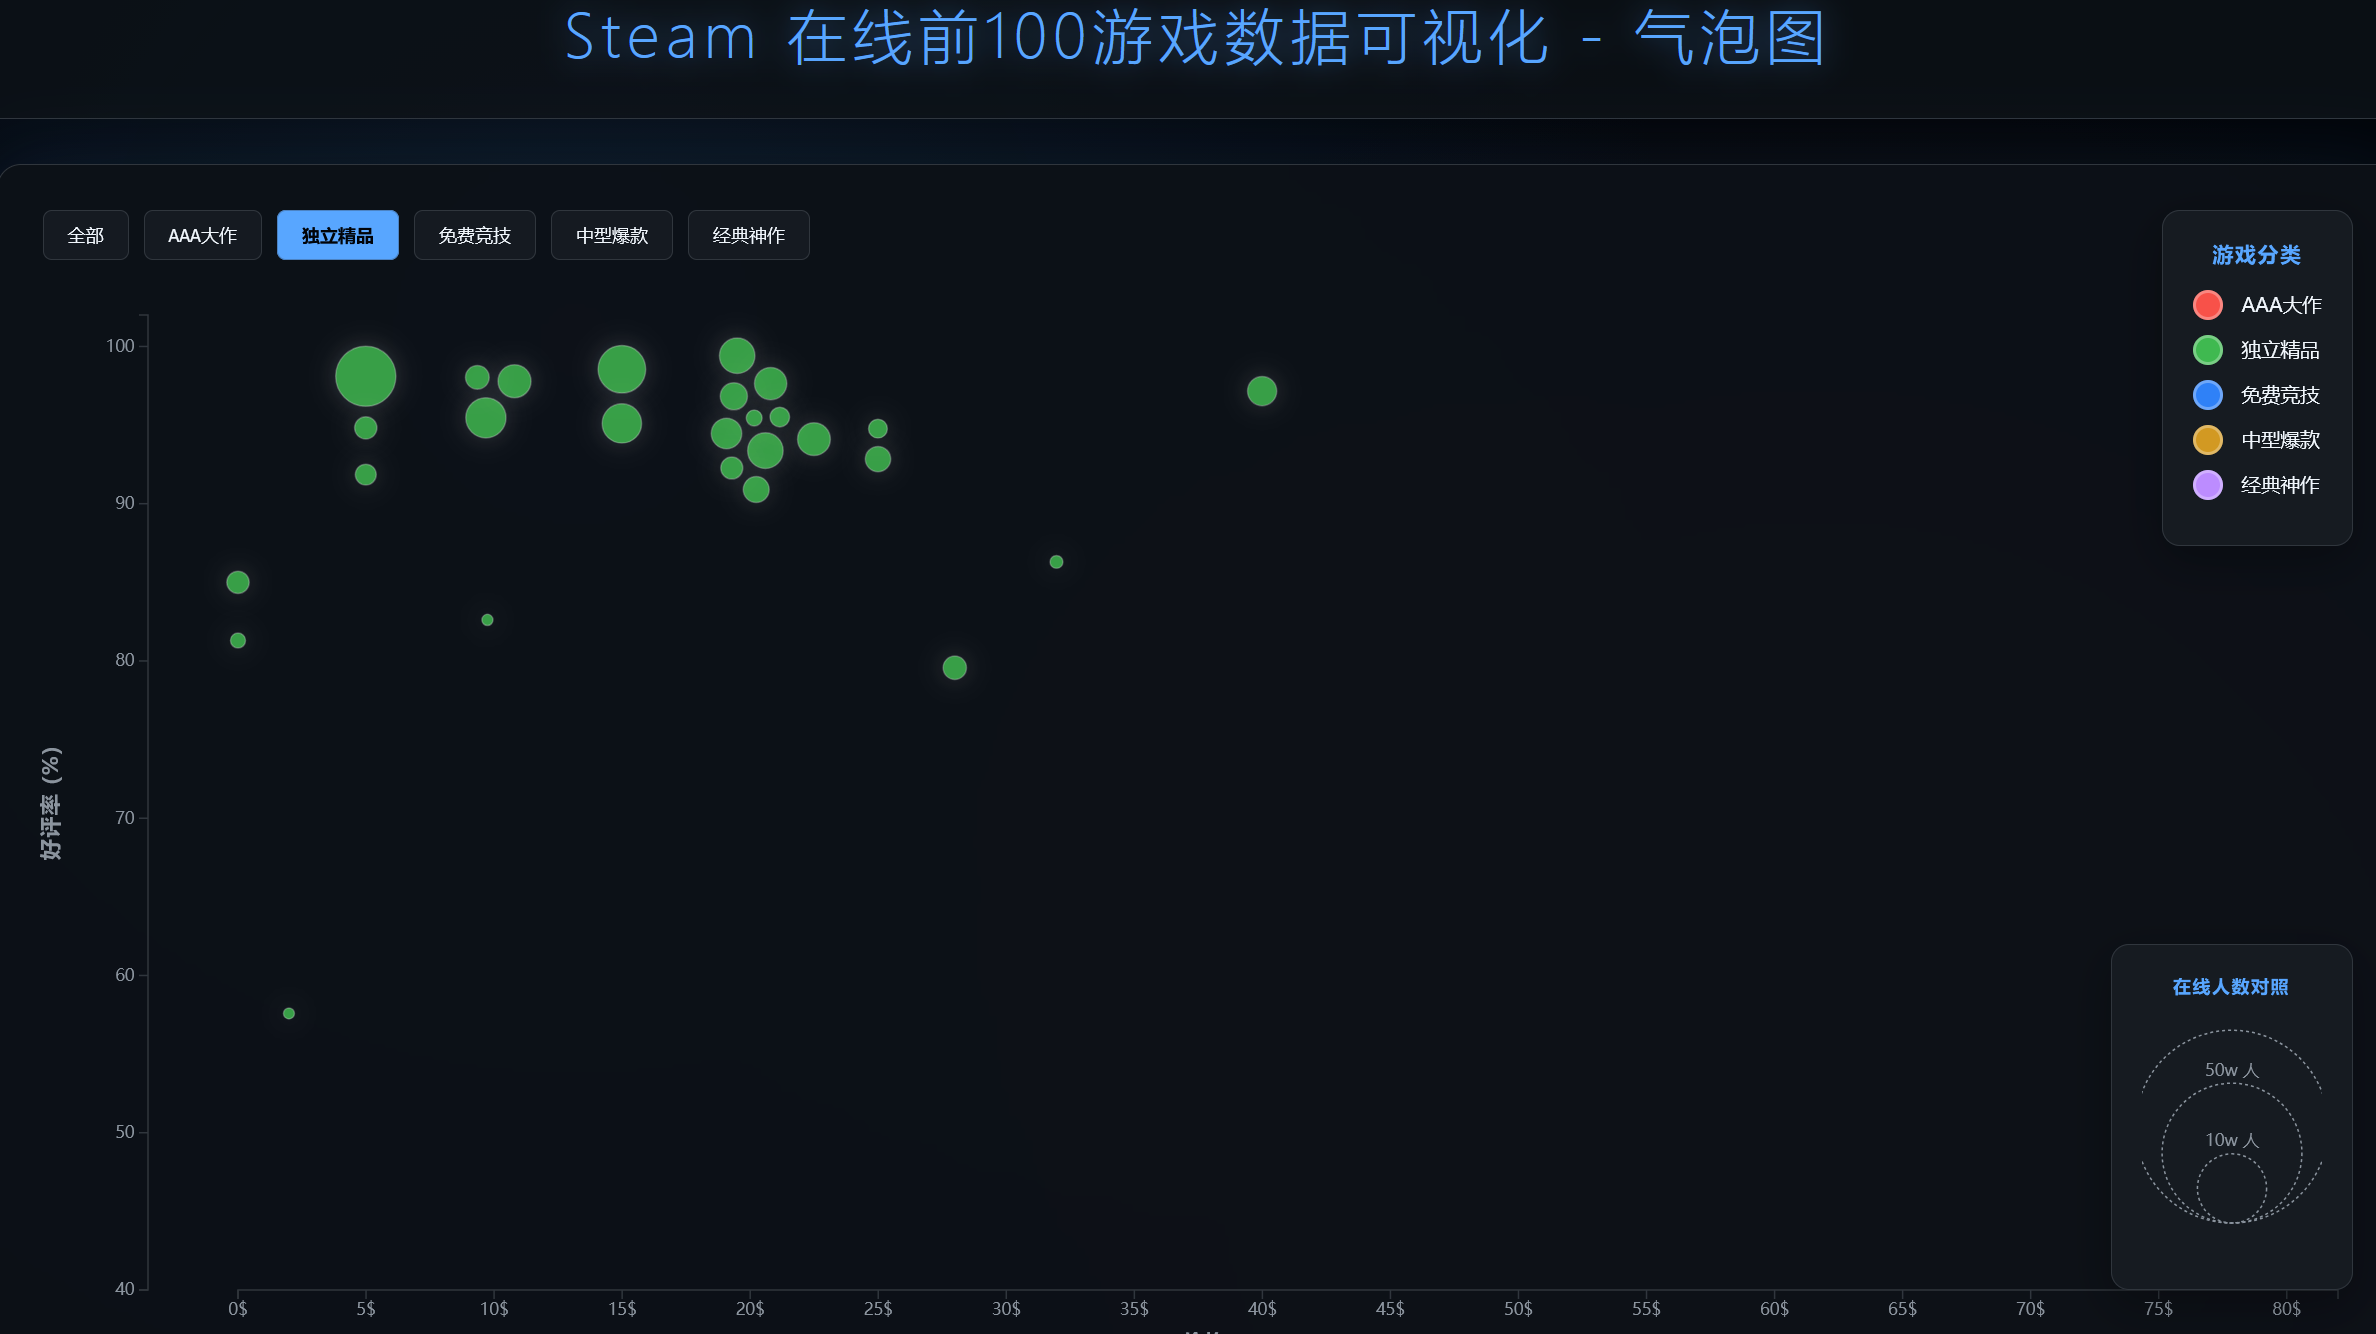 Steam 在线前100游戏数据可视化 - 气泡图
全部
AAA大作
独立精品
免费竞技
中型爆款
经典神作
游戏分类
AAA大作
独立精品
免费竞技
中型爆款
经典神作
好评率 (%)
100
90
80
70
60
50
40
0$ 5$ 10$ 15$ 20$ 25$ 30$ 35$ 40$ 45$ 50$ 55$ 60$ 65$ 70$ 75$ 80$
在线人数对照
50w 人
10w 人